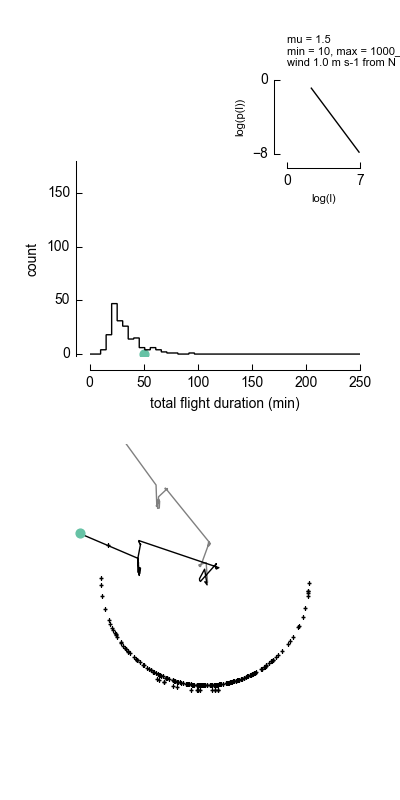 mu = 1.5
min = 10, max = 1000_
wind 1.0 m s-1 from N
0
log(p(l))
−8
0
7
log(l)
150
100
50
0
count
0
50
100
150
200
250
total flight duration (min)